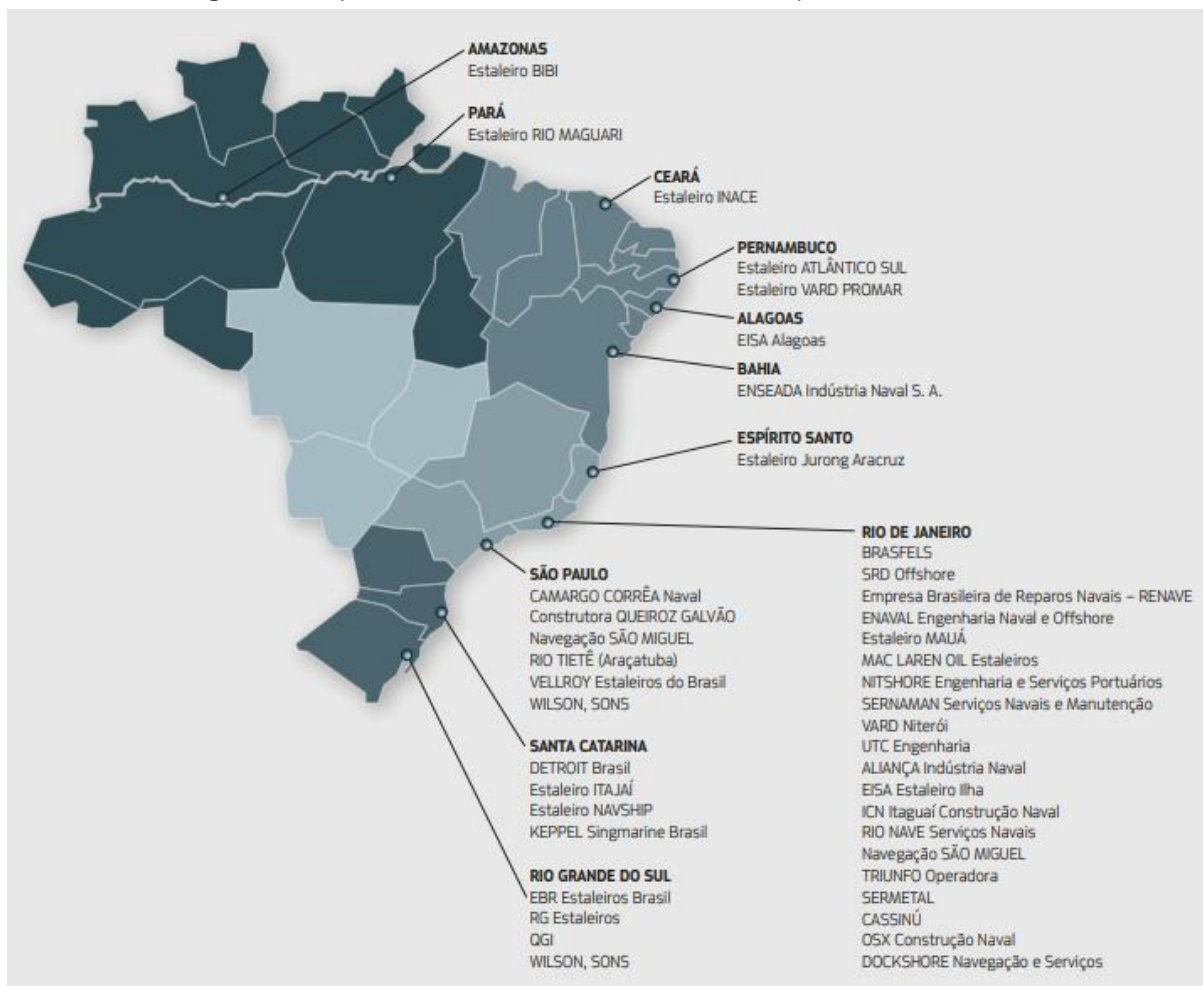 AMAZONAS
Estaleiro BIBI
PARÁ
Estaleiro RIO MAGUARI
CEARÁ
Estaleiro INACE
PERNAMBUCO
Estaleiro ATLÂNTICO SUL
Estaleiro VARD PROMAR
ALAGOAS
EISA Alagoas
BAHIA
ENSEADA Indústria Naval S. A.
ESPÍRITO SANTO
Estaleiro Jurong Aracruz
RIO DE JANEIRO
BRASFELS
SRD Offshore
Empresa Brasileira de Reparos Navais – RENAVE
ENAVAL Engenharia Naval e Offshore
Estaleiro MAUÁ
MAC LAREN OIL Estaleiros
NITSHORE Engenharia e Serviços Portuários
SERNAMAN Serviços Navais e Manutenção
VARD Niterói
UTC Engenharia
ALIANÇA Indústria Naval
EISA Estaleiro Ilha
ICN Itaguaí Construção Naval
RIO NAVE Serviços Navais
Navegação SÃO MIGUEL
TRIUNFO Operadora
SERMETAL
CASSINÚ
OSX Construção Naval
DOCKSHORE Navegação e Serviços
SÃO PAULO
CAMARGO CORRÊA Naval
Construtora QUEIROZ GALVÃO
Navegação SÃO MIGUEL
RIO TIETÊ (Araçatuba)
VELLROY Estaleiros do Brasil
WILSON, SONS
SANTA CATARINA
DETROIT Brasil
Estaleiro ITAJAÍ
Estaleiro NAVSHIP
KEPPEL Singmarine Brasil
RIO GRANDE DO SUL
EBR Estaleiros Brasil
RG Estaleiros
QGI
WILSON, SONS